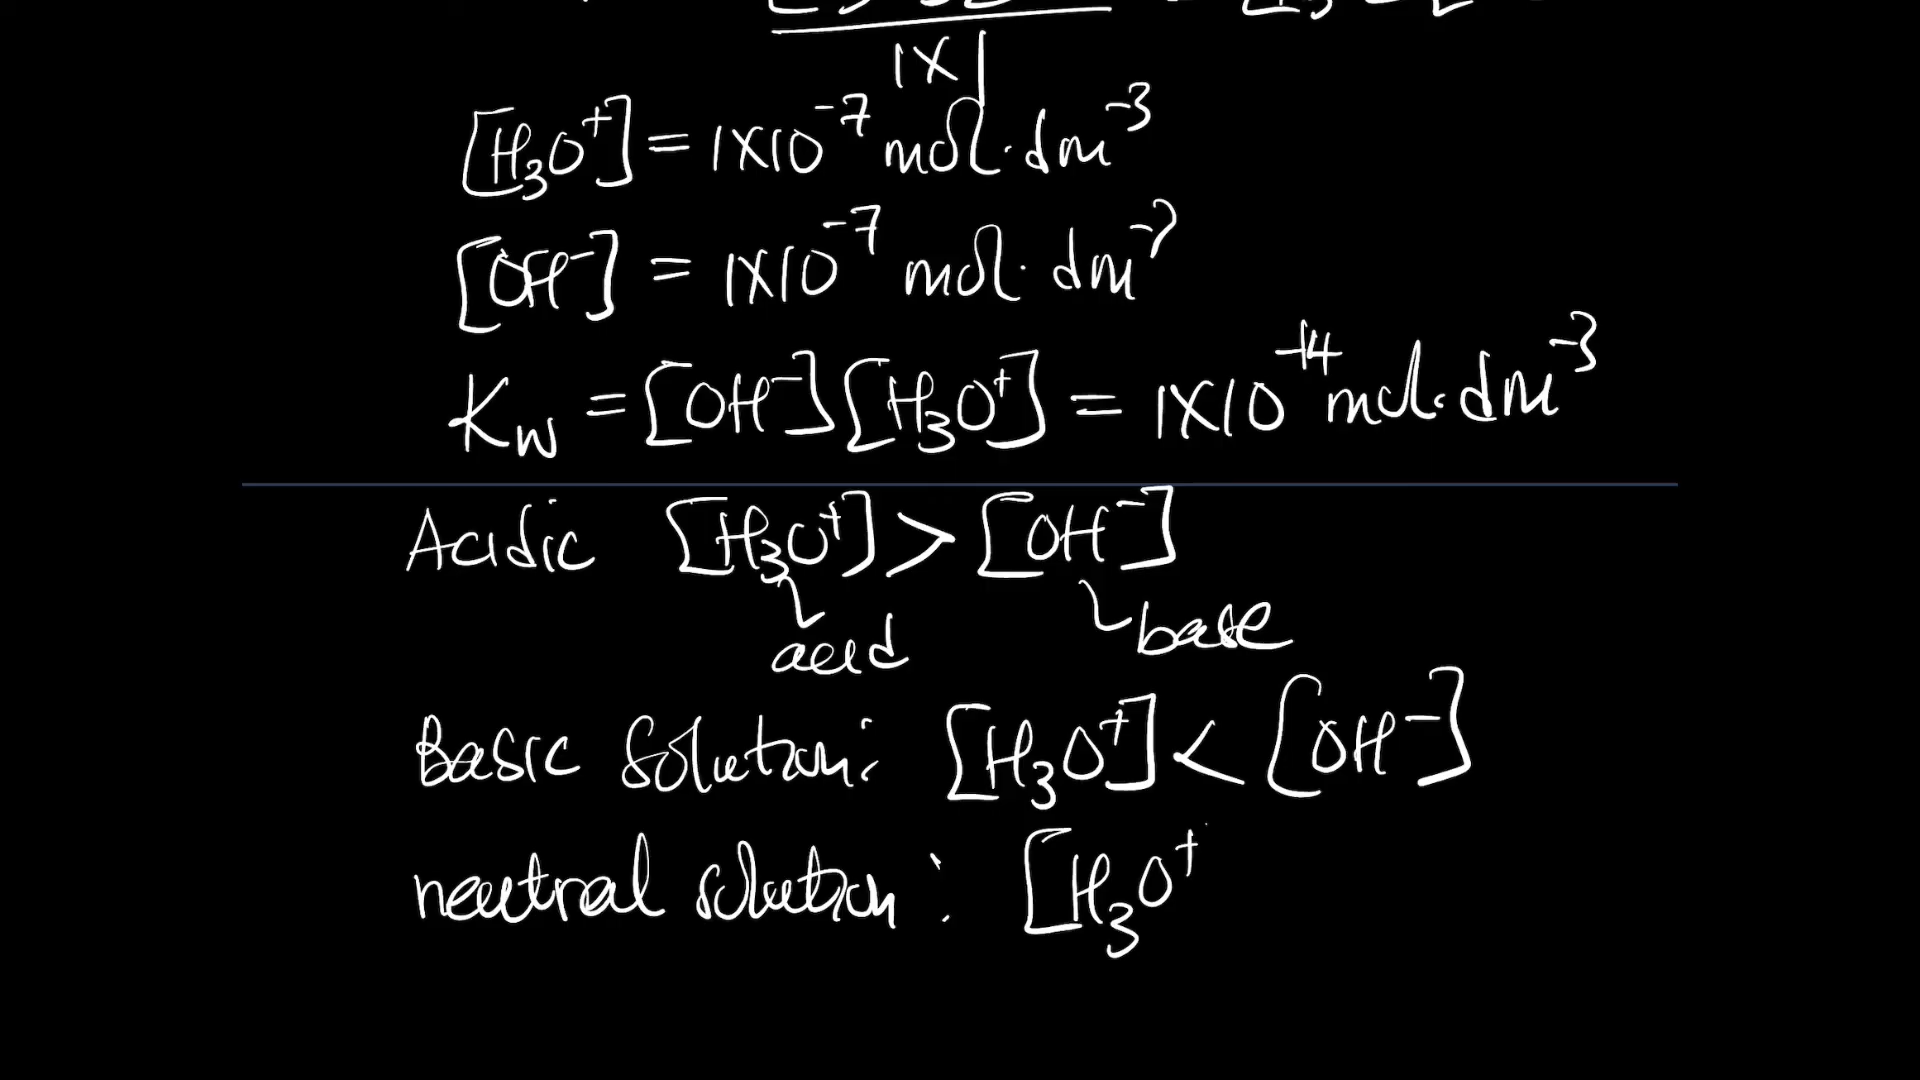 1X1
[H₃O⁺] = 1X10⁻⁷ mol·dm⁻³
[OH⁻] = 1X10⁻⁷ mol·dm⁻³
Kw = [OH⁻][H₃O⁺] = 1X10⁻¹⁴ mol·dm⁻³
Acidic [H₃O⁺] > [OH⁻]
acid base
Basic solution: [H₃O⁺] < [OH⁻]
neutral solution: [H₃O⁺